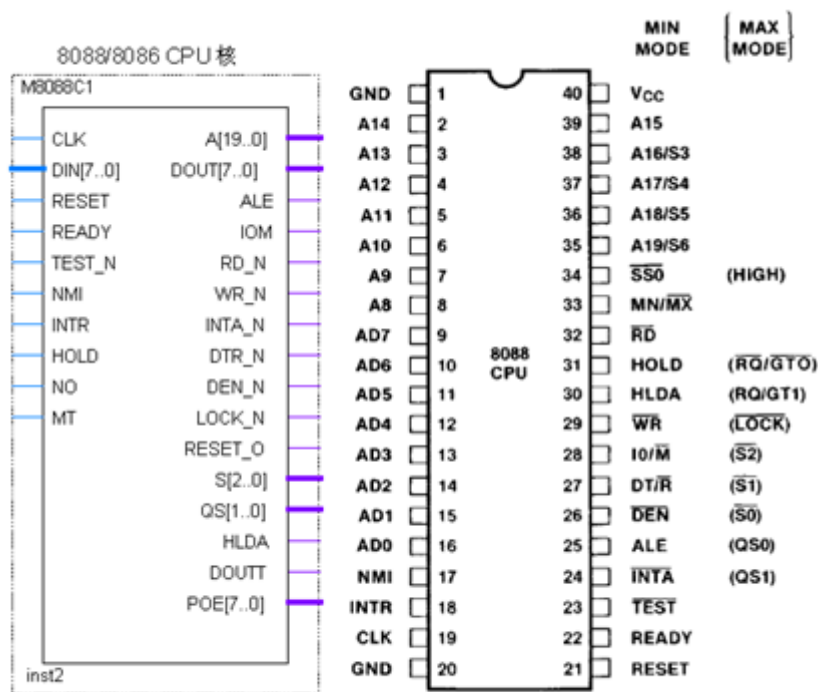 8088/8086 CPU 核
M8088C1
CLK A[19..0]
DIN[7..0] DOUT[7..0]
RESET ALE
READY IOM
TEST_N RD_N
NMI WR_N
INTR INTA_N
HOLD DTR_N
NO DEN_N
MT LOCK_N
RESET_O
S[2..0]
QS[1..0]
HLDA
DOUTT
POE[7..0]
inst2
MIN MODE
MAX MODE
GND 1 40 VCC
A14 2 39 A15
A13 3 38 A16/S3
A12 4 37 A17/S4
A11 5 36 A18/S5
A10 6 35 A19/S6
A9 7 34 SS0 (HIGH)
A8 8 33 MN/MX
AD7 9 32 RD
8088 CPU
AD6 10 31 HOLD (RQ/GTO)
AD5 11 30 HLDA (RQ/GT1)
AD4 12 29 WR (LOCK)
AD3 13 28 IO/M (S2)
AD2 14 27 DT/R (S1)
AD1 15 26 DEN (S0)
AD0 16 25 ALE (QS0)
NMI 17 24 INTA (QS1)
INTR 18 23 TEST
CLK 19 22 READY
GND 20 21 RESET